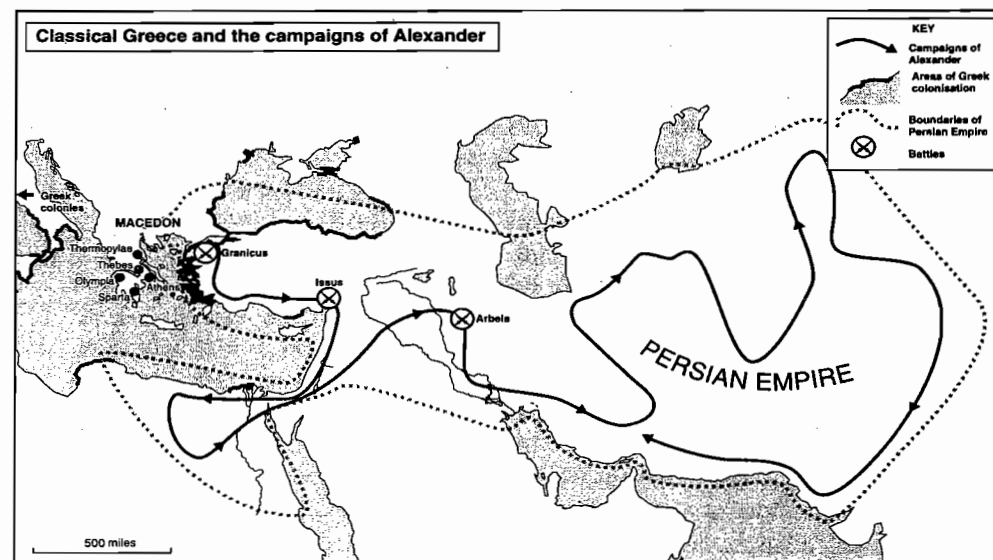 Classical Greece and the campaigns of Alexander
KEY
Campaigns of
Alexander
Areas of Greek
colonisation
Boundaries of
Persian Empire
Battles
Greek
colonies
MACEDON
Thermopylae
Thebes
Olympia
Athens
Sparta
Granicus
Issus
Arbela
PERSIAN EMPIRE
500 miles